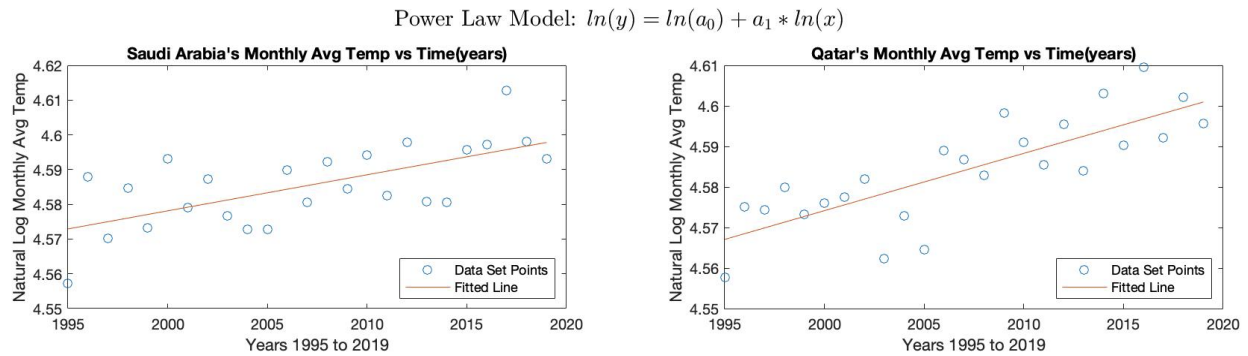 Power Law Model: ln(y) = ln(a₀) + a₁ * ln(x)
Saudi Arabia's Monthly Avg Temp vs Time(years)
Natural Log Monthly Avg Temp
4.62
4.61
4.6
4.59
4.58
4.57
4.56
4.55
Data Set Points
Fitted Line
1995 2000 2005 2010 2015 2020
Years 1995 to 2019
Qatar's Monthly Avg Temp vs Time(years)
Natural Log Monthly Avg Temp
4.61
4.6
4.59
4.58
4.57
4.56
4.55
Data Set Points
Fitted Line
1995 2000 2005 2010 2015 2020
Years 1995 to 2019